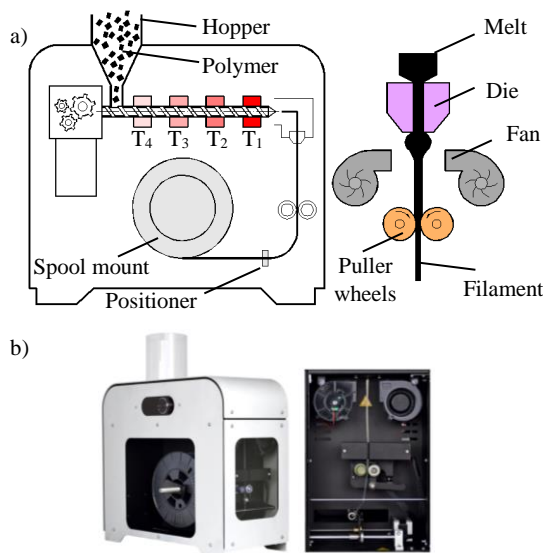 a)
Hopper
Polymer
T4 T3 T2 T1
Spool mount
Positioner
Melt
Die
Fan
Puller
wheels
Filament
b)